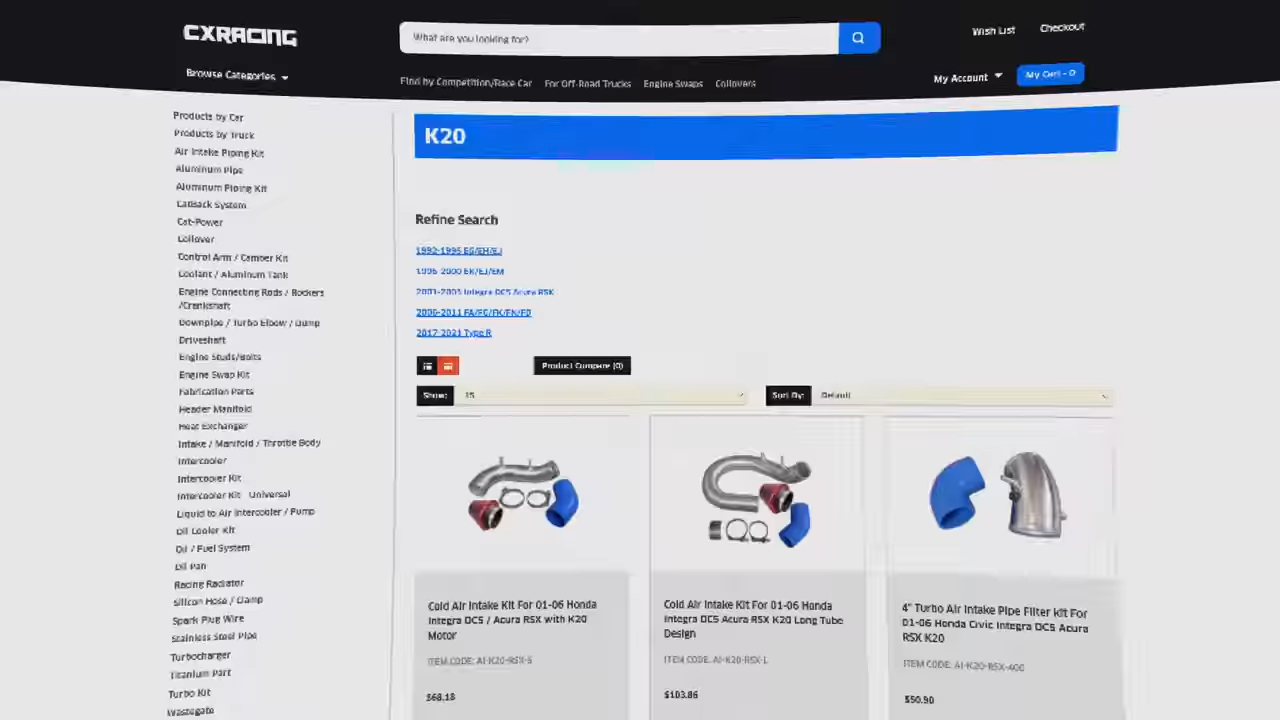 CXRACING
What are you looking for?
Wish List
Checkout
Browse Categories
Find by Competition/Race Car
For Off-Road Trucks
Engine Swaps
Coilovers
My Account
My Cart - 0
Products by Car
Products by Truck
Air Intake Piping Kit
Aluminum Pipe
Aluminum Piping Kit
Catback System
Cat-Power
Coilover
Control Arm / Camber Kit
Coolant / Aluminum Tank
Engine Connecting Rods / Rockers
/Crankshaft
Downpipe / Turbo Elbow / Dump
Driveshaft
Engine Studs/Bolts
Engine Swap Kit
Fabrication Parts
Header Manifold
Heat Exchanger
Intake / Manifold / Throttle Body
Intercooler
Intercooler Kit
Intercooler Kit - Universal
Liquid to Air Intercooler / Pump
Oil Cooler Kit
Oil / Fuel System
Oil Pan
Racing Radiator
Silicon Hose / Clamp
Spark Plug Wire
Stainless Steel Pipe
Turbocharger
Titanium Part
Turbo Kit
Wastegate
K20
Refine Search
1992-1995 EG/EH/EJ
1996-2000 EK/EJ/EM
2001-2005 Integra DC5 Acura RSX
2006-2011 FA/FG/FK/FN/FD
2017-2021 Type R
Product Compare (0)
Show:
15
Sort By:
Default
Cold Air Intake Kit For 01-06 Honda
Integra DC5 / Acura RSX with K20
Motor
ITEM CODE: AI-K20-RSX-S
$68.18
Cold Air Intake Kit For 01-06 Honda
Integra DC5 Acura RSX K20 Long Tube
Design
ITEM CODE: AI-K20-RSX-L
$103.86
4" Turbo Air Intake Pipe Filter Kit For
01-06 Honda Civic Integra DC5 Acura
RSX K20
ITEM CODE: AI-K20-RSX-400
$50.90